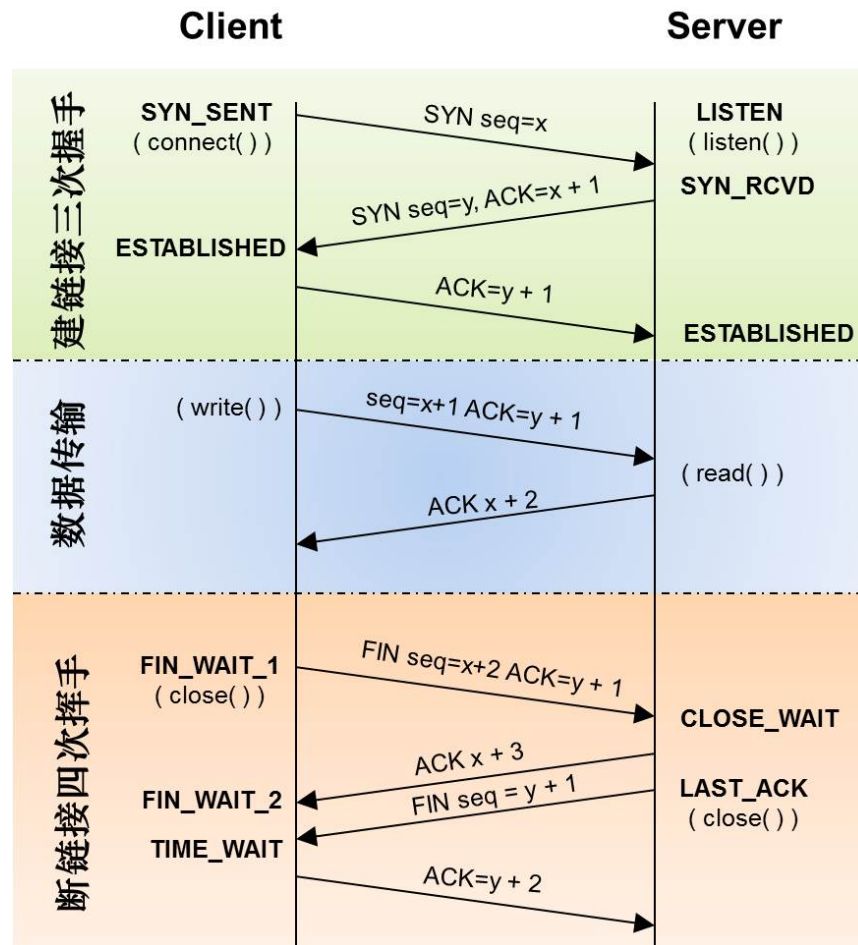 Client
Server
建链接三次握手
SYN_SENT
( connect( ) )
SYN seq=x
LISTEN
( listen( ) )
SYN_RCVD
SYN seq=y, ACK=x + 1
ESTABLISHED
ACK=y + 1
ESTABLISHED
数据传输
( write( ) )
seq=x+1 ACK=y + 1
( read( ) )
ACK x + 2
断链接四次挥手
FIN_WAIT_1
( close( ) )
FIN seq=x+2 ACK=y + 1
CLOSE_WAIT
ACK x + 3
FIN_WAIT_2
FIN seq = y + 1
LAST_ACK
( close( ) )
TIME_WAIT
ACK=y + 2